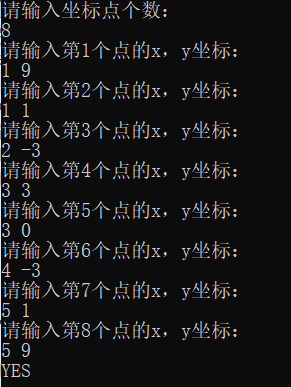 请输入坐标点个数：
8
请输入第1个点的x，y坐标：
1 9
请输入第2个点的x，y坐标：
1 1
请输入第3个点的x，y坐标：
2 -3
请输入第4个点的x，y坐标：
3 3
请输入第5个点的x，y坐标：
3 0
请输入第6个点的x，y坐标：
4 -3
请输入第7个点的x，y坐标：
5 1
请输入第8个点的x，y坐标：
5 9
YES